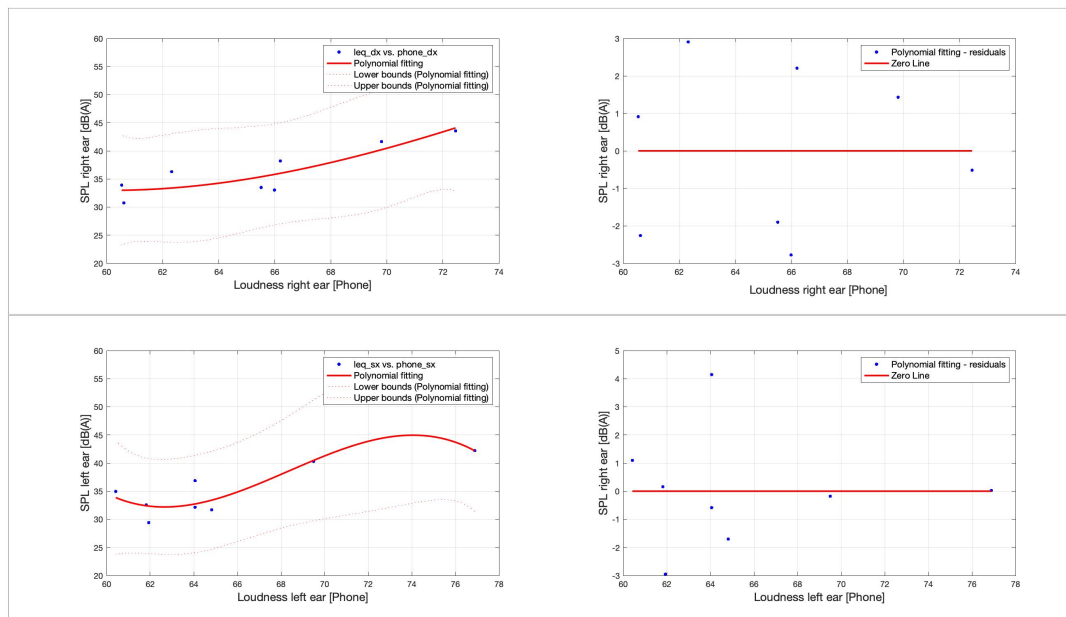 60
55
50
45
40
35
30
25
20
SPL right ear [dB(A)]
leq_dx vs. phone_dx
Polynomial fitting
Lower bounds (Polynomial fitting)
Upper bounds (Polynomial fitting)
60 62 64 66 68 70 72 74
Loudness right ear [Phone]
3
2
1
0
-1
-2
-3
SPL right ear [dB(A)]
Polynomial fitting - residuals
Zero Line
60 62 64 66 68 70 72 74
Loudness right ear [Phone]
60
55
50
45
40
35
30
25
20
SPL left ear [dB(A)]
leq_sx vs. phone_sx
Polynomial fitting
Lower bounds (Polynomial fitting)
Upper bounds (Polynomial fitting)
60 62 64 66 68 70 72 74 76 78
Loudness left ear [Phone]
5
4
3
2
1
0
-1
-2
-3
SPL right ear [dB(A)]
Polynomial fitting - residuals
Zero Line
60 62 64 66 68 70 72 74 76 78
Loudness left ear [Phone]